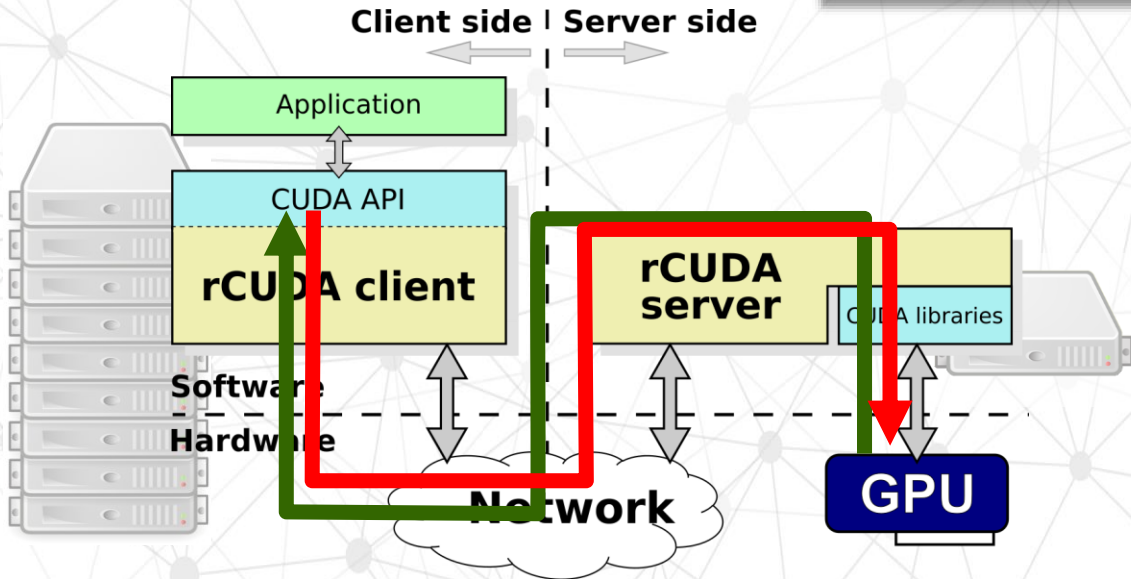 Client side
Server side
Application
CUDA API
rCUDA client
rCUDA
server
CUDA libraries
Software
Hardware
Network
GPU